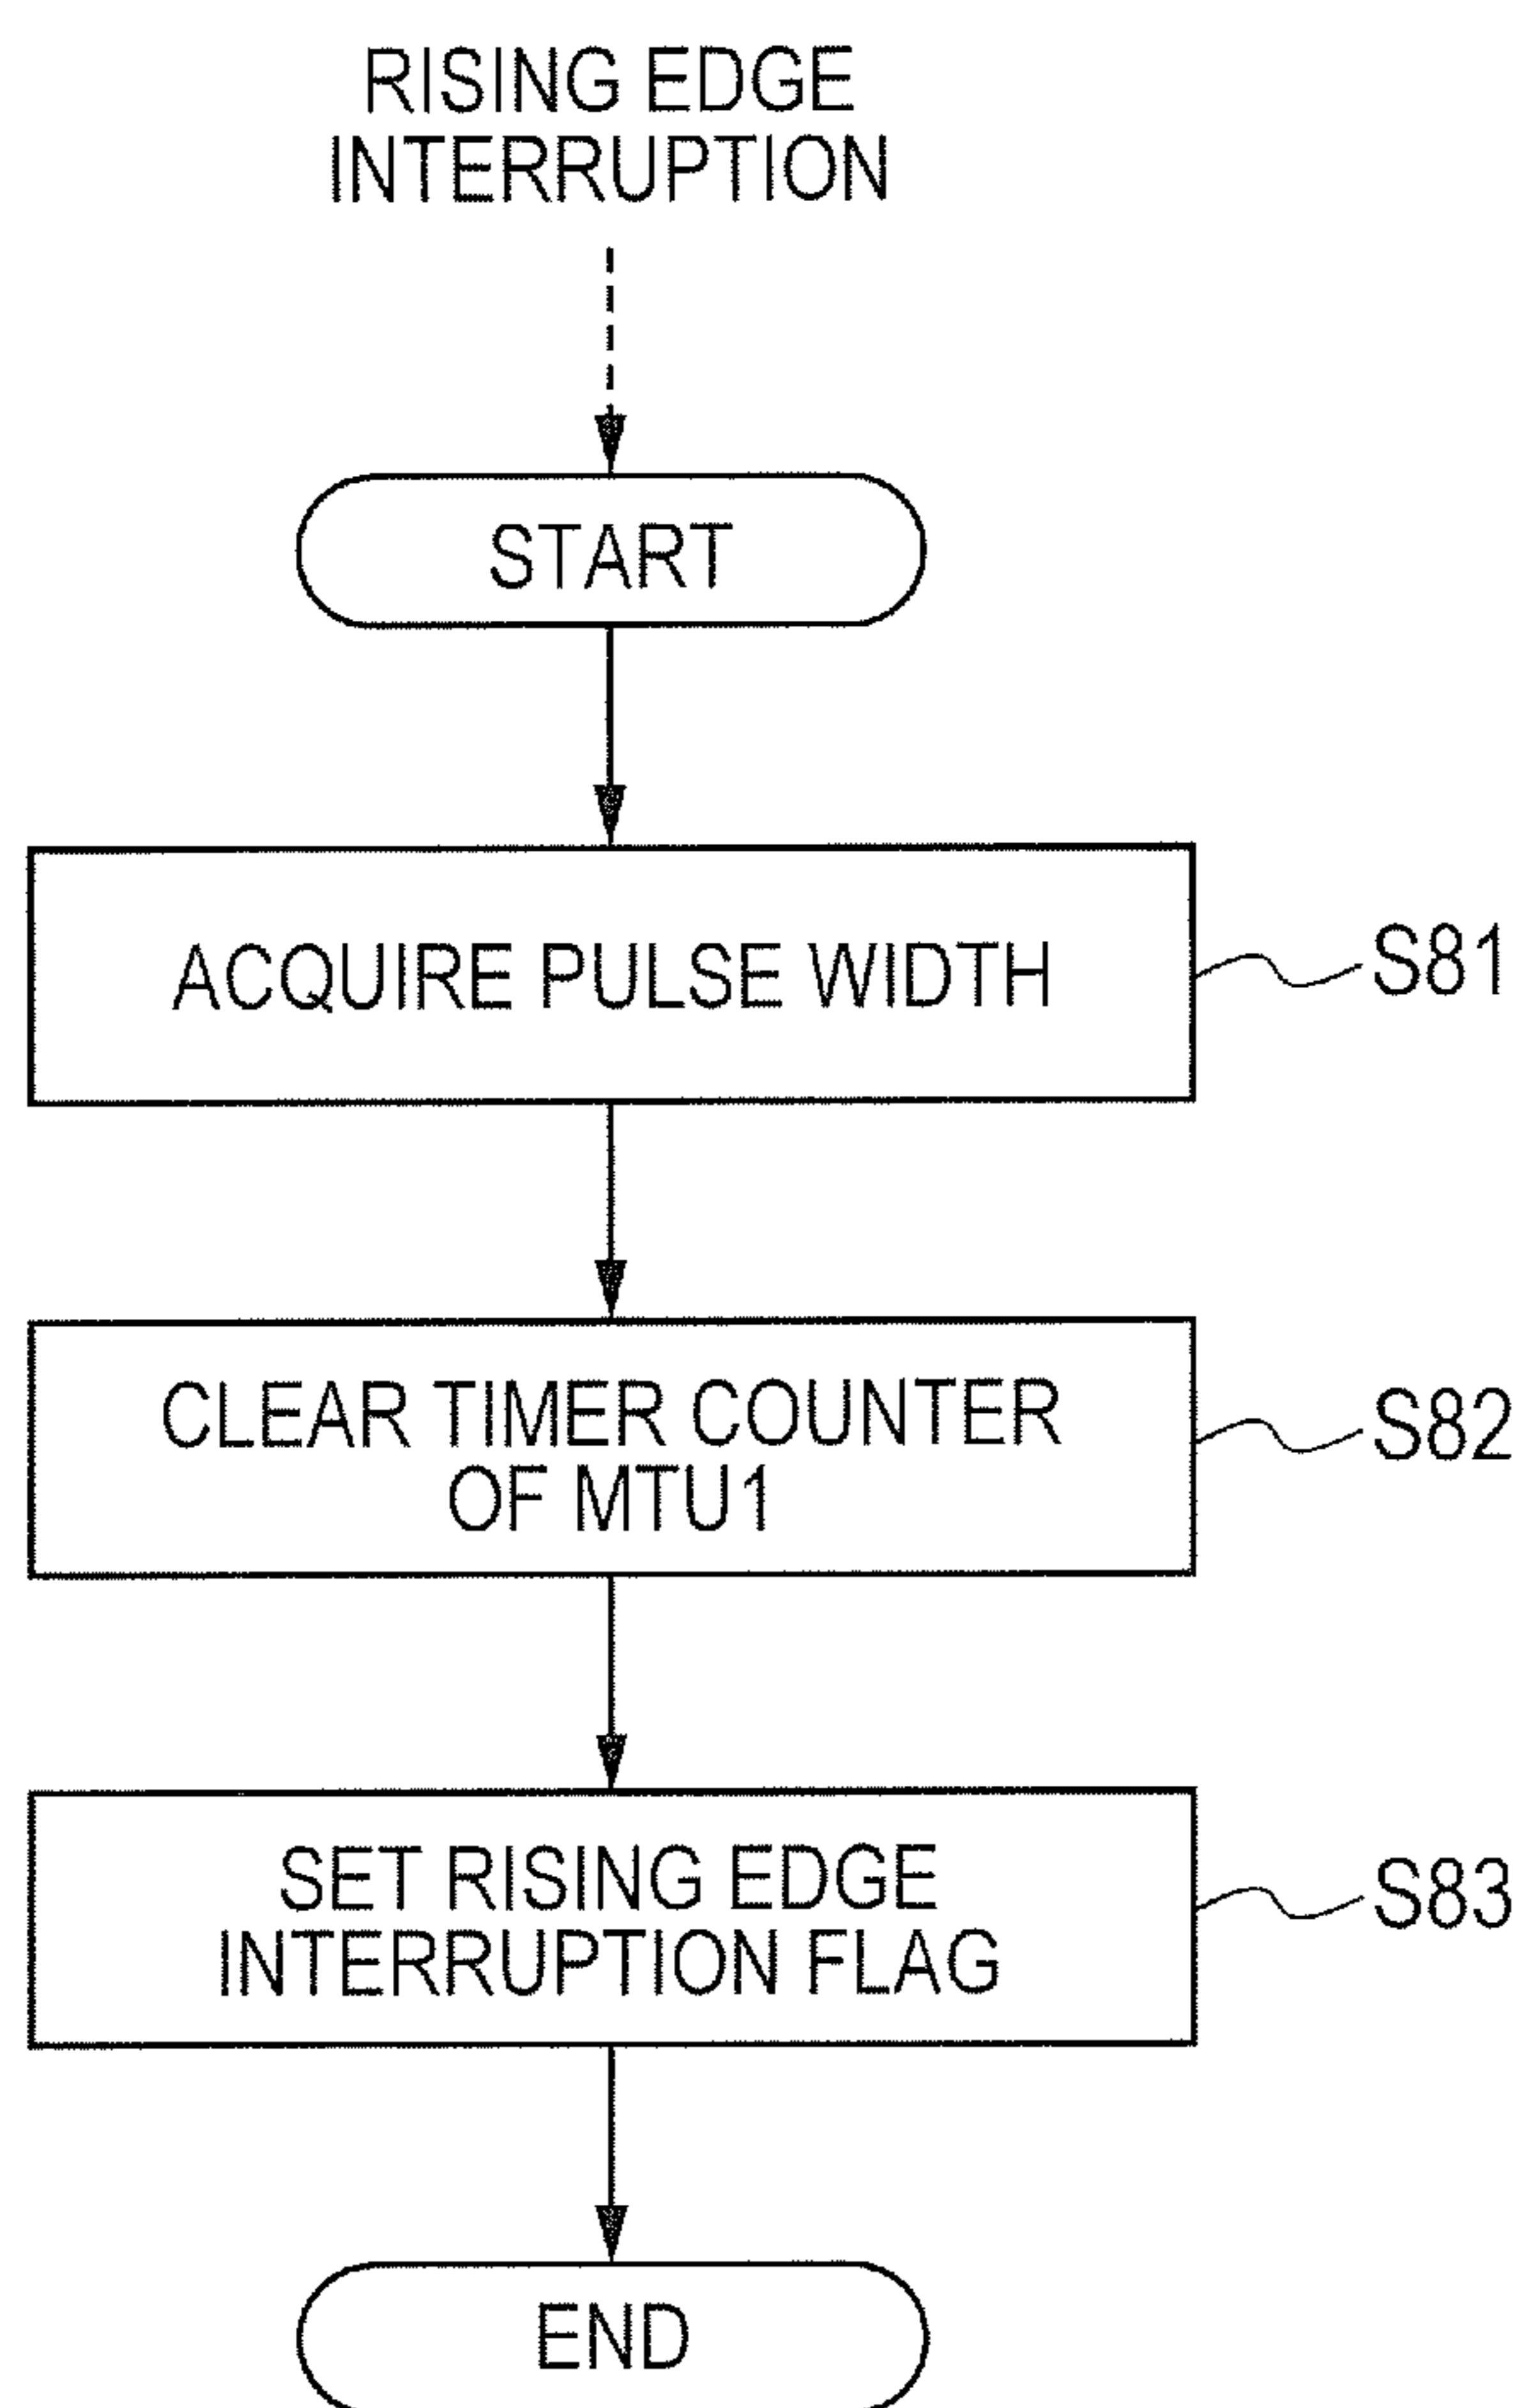 RISING EDGE
INTERRUPTION
START
ACQUIRE PULSE WIDTH
S81
CLEAR TIMER COUNTER
OF MTU1
S82
SET RISING EDGE
INTERRUPTION FLAG
S83
END